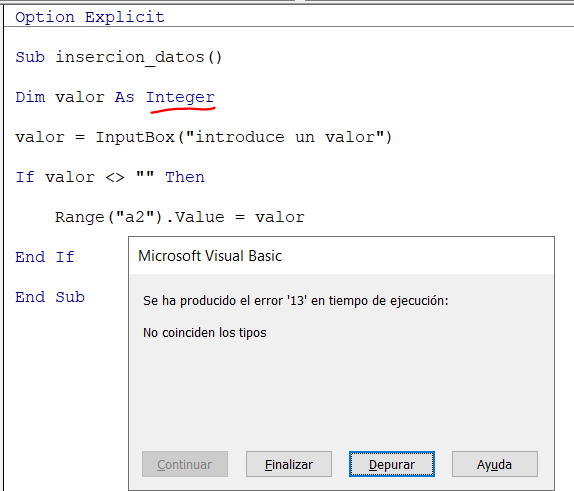 Option Explicit
Sub insercion_datos()
Dim valor As Integer
valor = InputBox("introduce un valor")
If valor <> "" Then
Range("a2").Value = valor
End If
End Sub
Microsoft Visual Basic
Se ha producido el error '13' en tiempo de ejecución:
No coinciden los tipos
Continuar Finalizar Depurar Ayuda